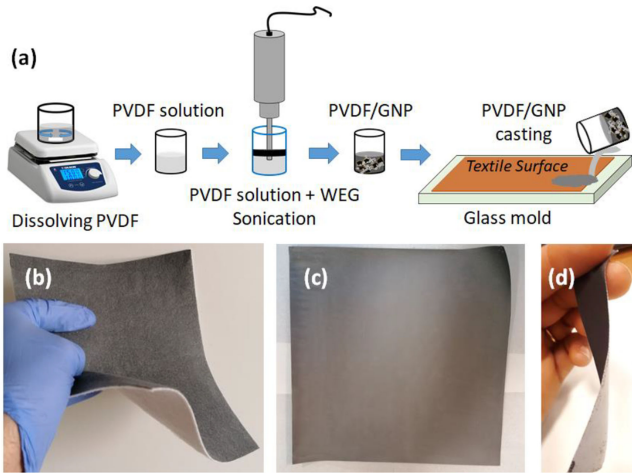 (a)
PVDF solution
PVDF/GNP
PVDF/GNP
casting
Textile Surface
Dissolving PVDF
PVDF solution + WEG
Sonication
Glass mold
(b)
(c)
(d)